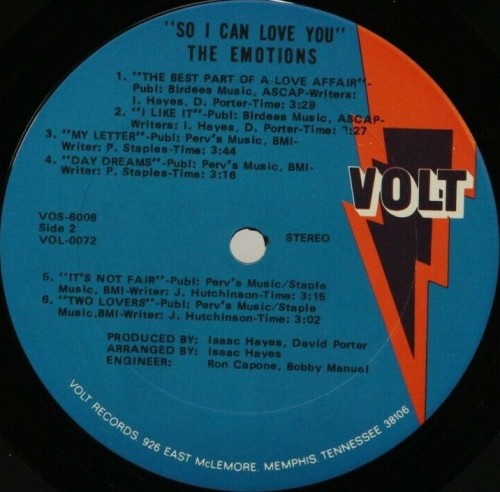 "SO I CAN LOVE YOU"
THE EMOTIONS
1. "THE BEST PART OF A LOVE AFFAIR"-
Publ: Birdees Music, ASCAP-Writers:
I. Hayes, D. Porter-Time: 3:29
2. "I LIKE IT"-Publ: Birdees Music, ASCAP-
Writers: I. Hayes, D. Porter-Time: 2:27
3. "MY LETTER"-Publ: Perv's Music, BMI-
Writer: P. Staples-Time: 3:44
4. "DAY DREAMS"-Publ: Perv's Music, BMI-
Writer: P. Staples-Time: 3:16
VOLT
VOS-6008
Side 2
VOL-0072
STEREO
5. "IT'S NOT FAIR"-Publ: Perv's Music/Staple
Music, BMI-Writer: J. Hutchinson-Time: 3:15
6. "TWO LOVERS"-Publ: Perv's Music/Staple
Music,BMI-Writer: J. Hutchinson-Time: 3:02
PRODUCED BY: Isaac Hayes, David Porter
ARRANGED BY: Isaac Hayes
ENGINEER: Ron Capone, Bobby Manuel
VOLT RECORDS, 926 EAST McLEMORE, MEMPHIS, TENNESSEE 38106